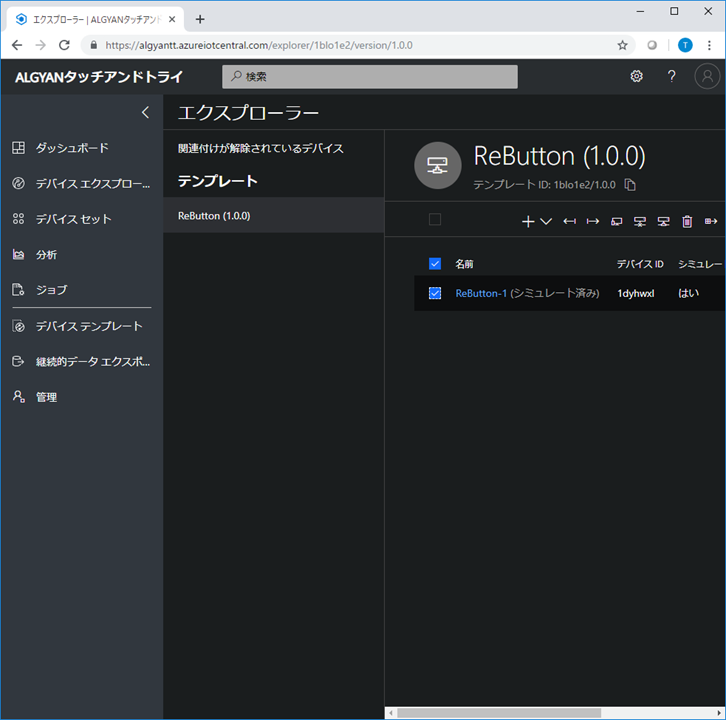 エクスプローラー | ALGYANタッチアンドト
https://algyantt.azureiotcentral.com/explorer/1blo1e2/version/1.0.0
T
ALGYANタッチアンドトライ
検索
?
エクスプローラー
ダッシュボード
デバイス エクスプロー...
デバイス セット
分析
ジョブ
デバイス テンプレート
継続的データ エクスポ...
管理
関連付けが解除されているデバイス
テンプレート
ReButton (1.0.0)
ReButton (1.0.0)
テンプレート ID: 1blo1e2/1.0.0
名前 デバイス ID シミュレー
ReButton-1 (シミュレート済み) 1dyhwxl はい